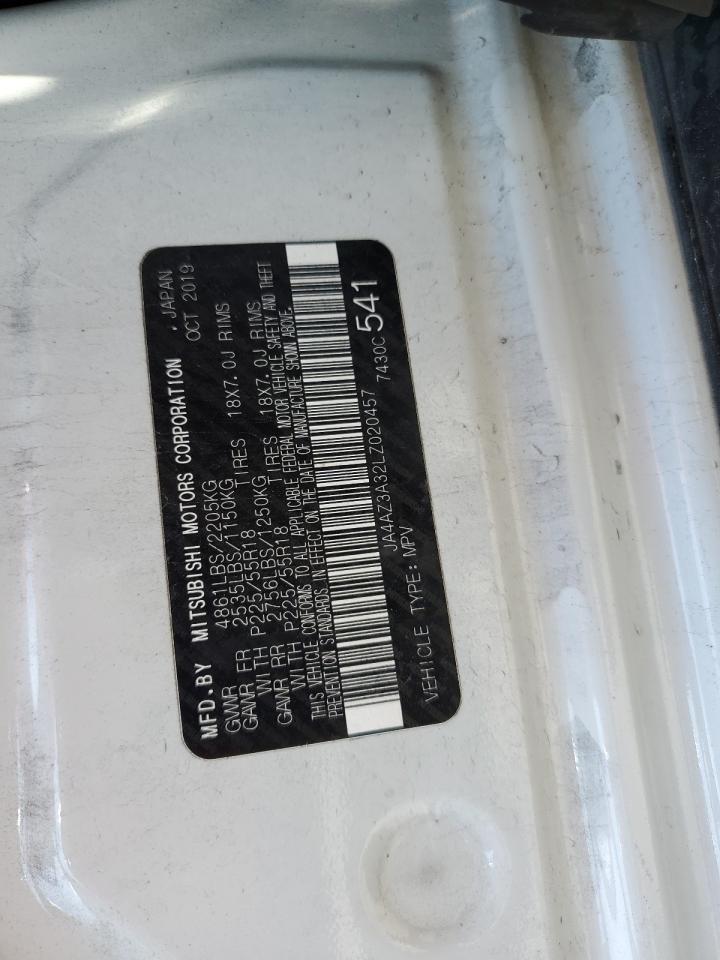 MFD.BY MITSUBISHI MOTORS CORPORATION , JAPAN
GVWR 4861LBS/2205KG OCT 2019
GAWR FR 2535LBS/1150KG
WITH P225/55R18 TIRES 18X7.0J RIMS
GAWR RR 2756LBS/1250KG
WITH P225/55R18 TIRES 18X7.0J RIMS
THIS VEHICLE CONFORMS TO ALL APPLICABLE FEDERAL MOTOR VEHICLE SAFETY AND THEFT
PREVENTION STANDARDS IN EFFECT ON THE DATE OF MANUFACTURE SHOWN ABOVE.
JA4AZ3A32LZ020457 7430C 541
VEHICLE TYPE: MPV